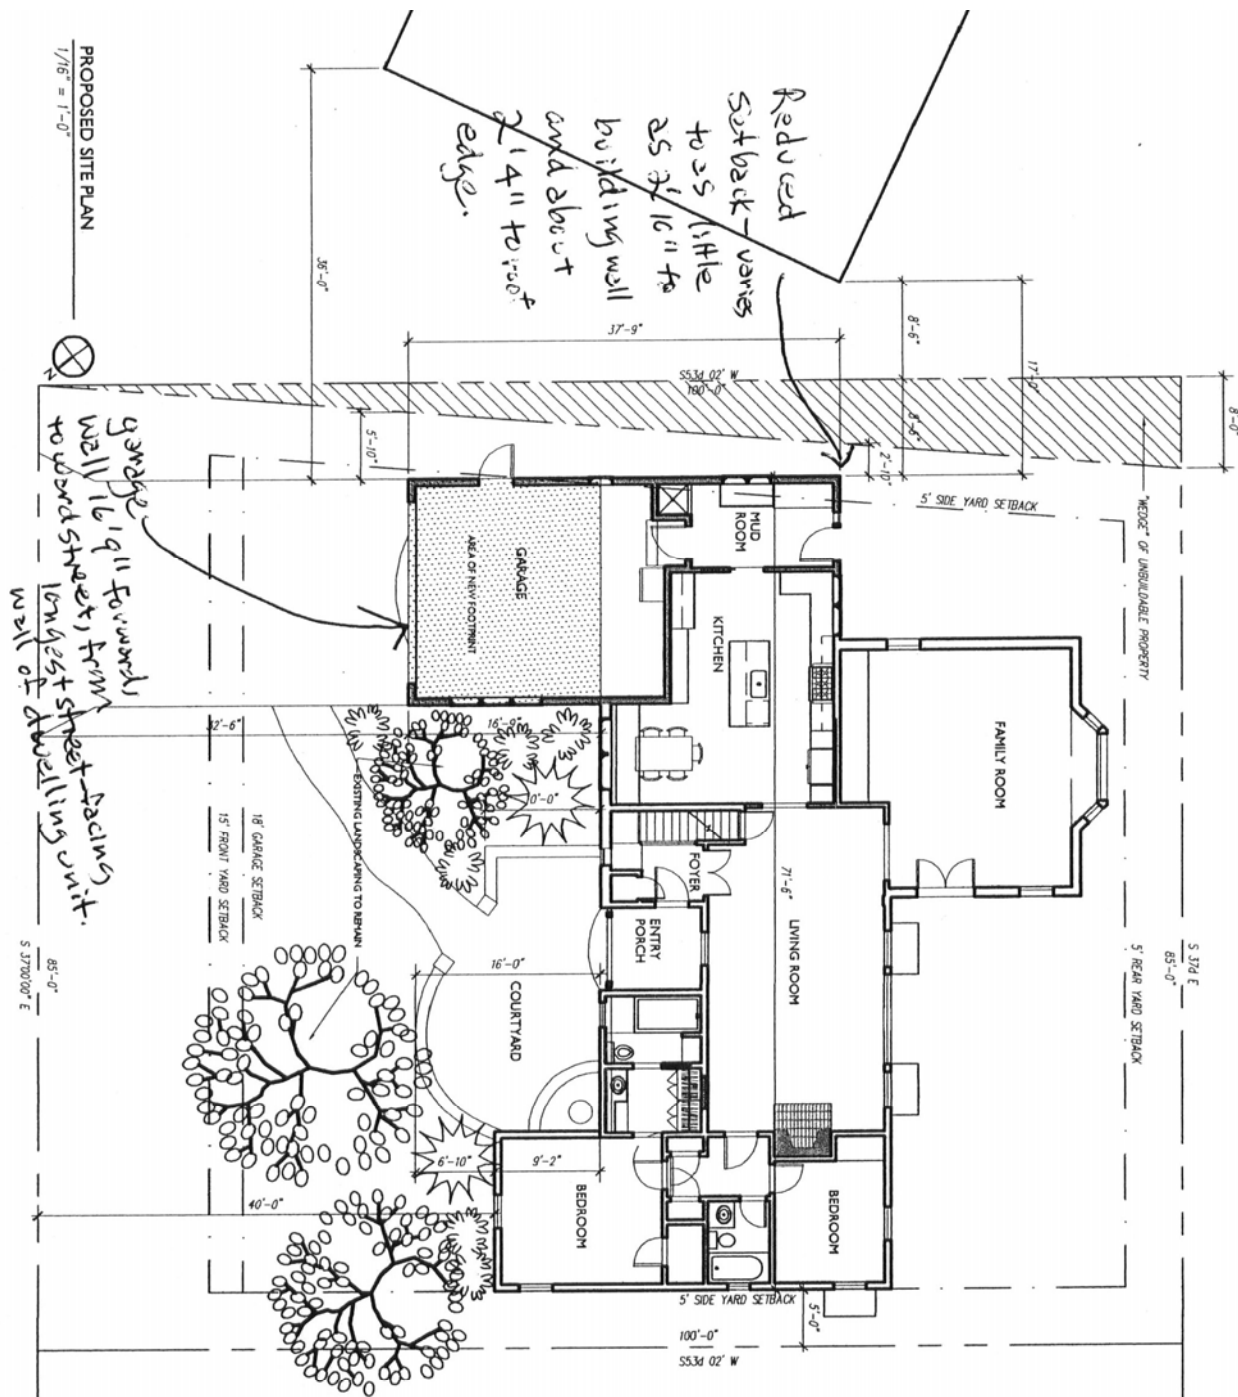 PROPOSED SITE PLAN
1/16" = 1'-0"
N
Reduced
setback-varies
to as little
as 2'10" to
building wall
and about
2'4" to roof
edge.
garage
wall 16'9" forward,
toward street, from
longest street-facing
wall of dwelling unit.
36'-0"
37'-9"
8'-6"
17'-0"
8'-6"
8'-0"
2'-10"
5'-10"
S53d 02' W
100'-0"
"WEDGE" OF UNBUILDABLE PROPERTY
5' SIDE YARD SETBACK
MUD
ROOM
GARAGE
AREA OF NEW FOOTPRINT
KITCHEN
FAMILY ROOM
16'-9"
EXISTING LANDSCAPING TO REMAIN
18' GARAGE SETBACK
15' FRONT YARD SETBACK
FOYER
71'-6"
LIVING ROOM
ENTRY
PORCH
16'-0"
COURTYARD
5' REAR YARD SETBACK
S 37d E
85'-0"
85'-0"
S 37'00'00" E
6'-10"
9'-2"
40'-0"
BEDROOM
BEDROOM
5' SIDE YARD SETBACK
5'-0"
100'-0"
S53d 02' W